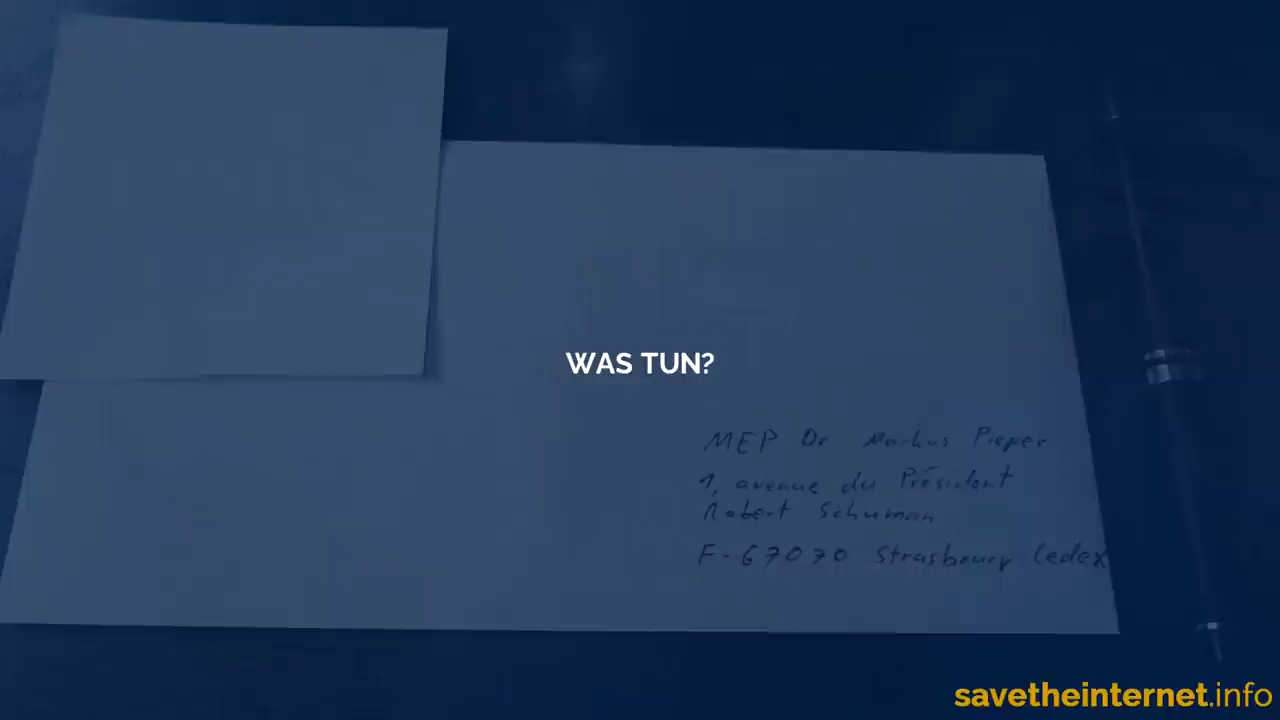 WAS TUN?
MEP Dr Markus Pieper
1, avenue du Président
Robert Schuman
F-67070 Strasbourg Cedex
savetheinternet.info